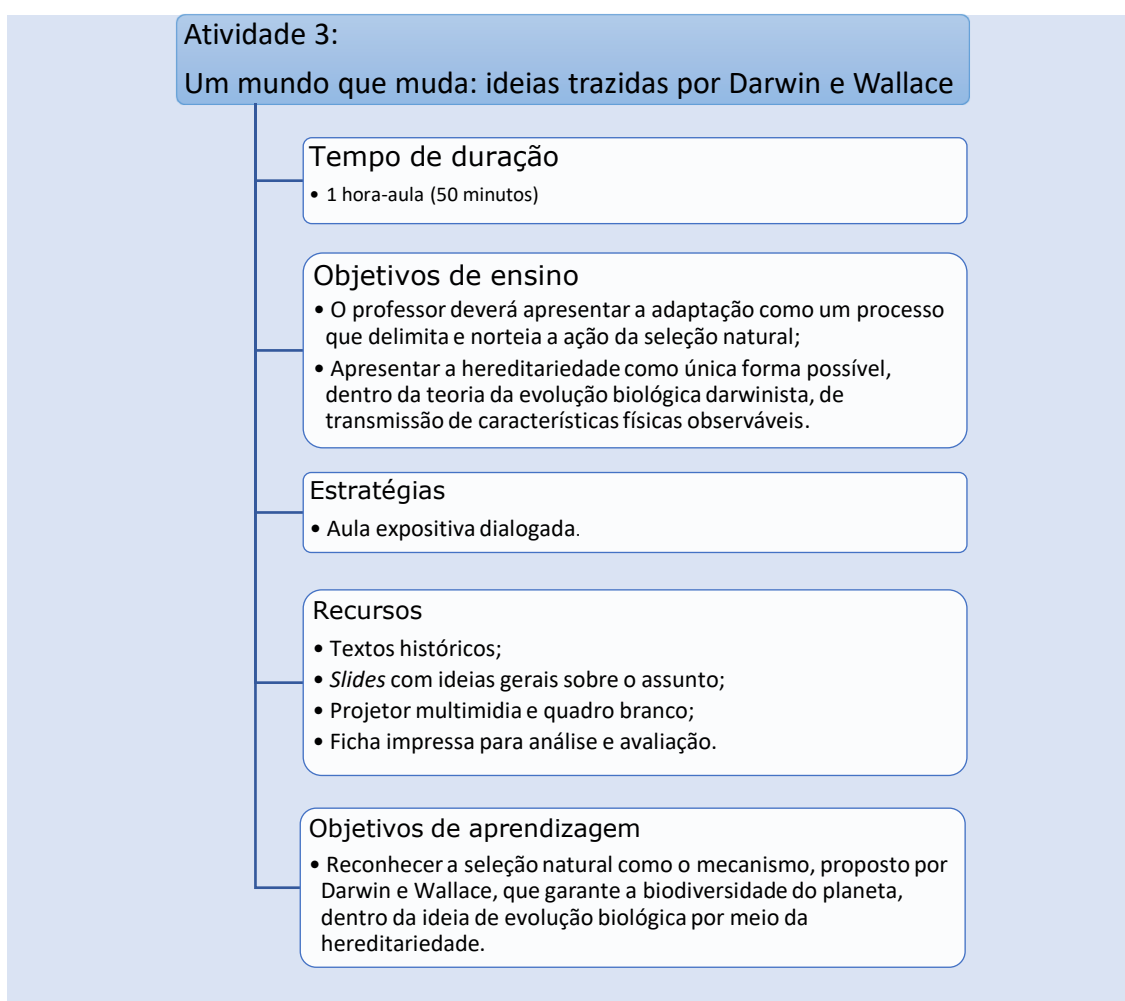 Atividade 3:
Um mundo que muda: ideias trazidas por Darwin e Wallace
Tempo de duração
• 1 hora-aula (50 minutos)
Objetivos de ensino
• O professor deverá apresentar a adaptação como um processo
que delimita e norteia a ação da seleção natural;
• Apresentar a hereditariedade como única forma possível,
dentro da teoria da evolução biológica darwinista, de
transmissão de características físicas observáveis.
Estratégias
• Aula expositiva dialogada.
Recursos
• Textos históricos;
• Slides com ideias gerais sobre o assunto;
• Projetor multimidia e quadro branco;
• Ficha impressa para análise e avaliação.
Objetivos de aprendizagem
• Reconhecer a seleção natural como o mecanismo, proposto por
Darwin e Wallace, que garante a biodiversidade do planeta,
dentro da ideia de evolução biológica por meio da
hereditariedade.